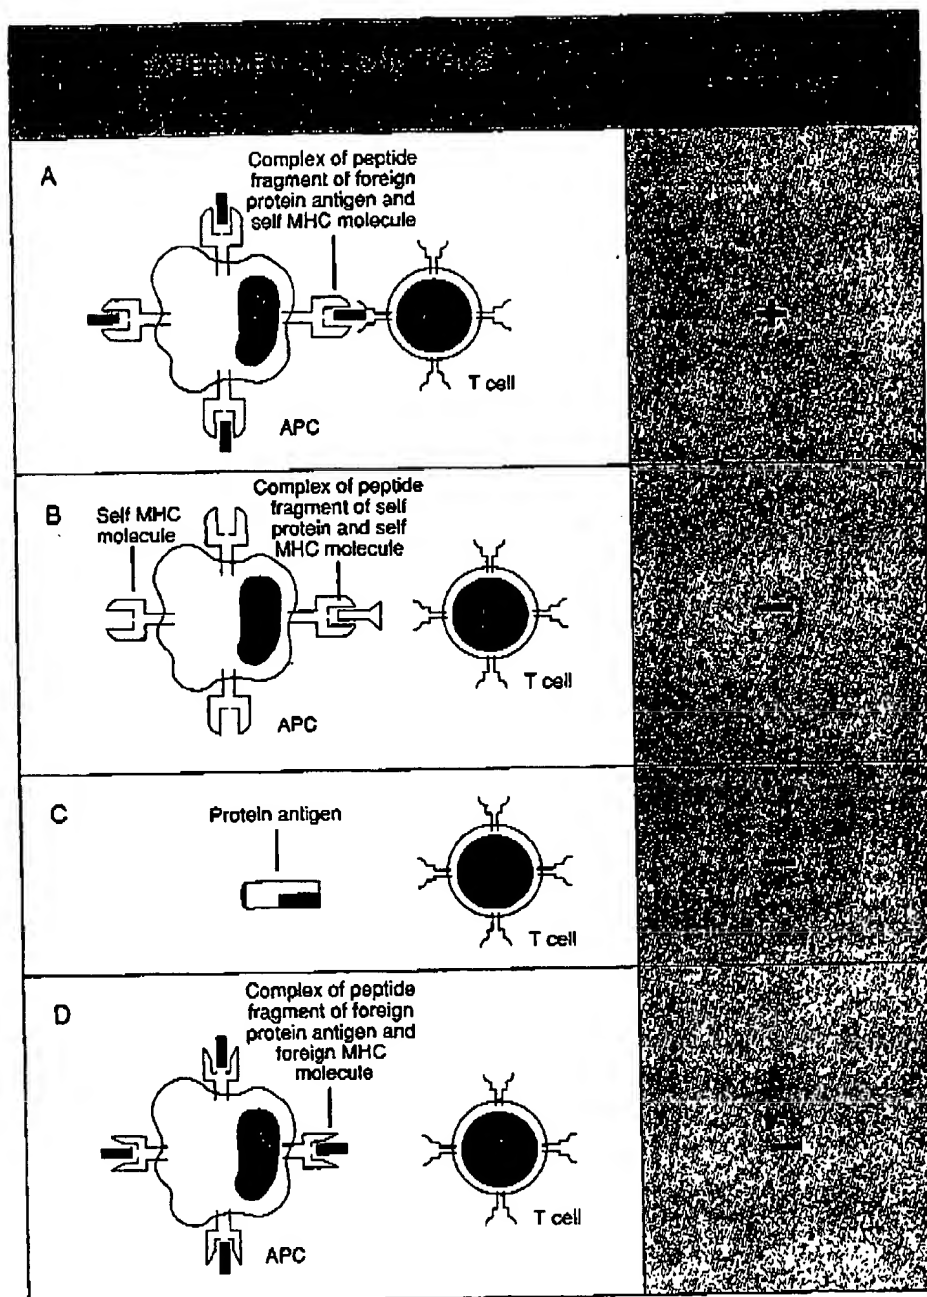 A
Complex of peptide
fragment of foreign
protein antigen and
self MHC molecule
+
T cell
APC
B
Self MHC
molecule
Complex of peptide
fragment of self
protein and self
MHC molecule
−
T cell
APC
C
Protein antigen
−
T cell
D
Complex of peptide
fragment of foreign
protein antigen and
foreign MHC
molecule
−
T cell
APC